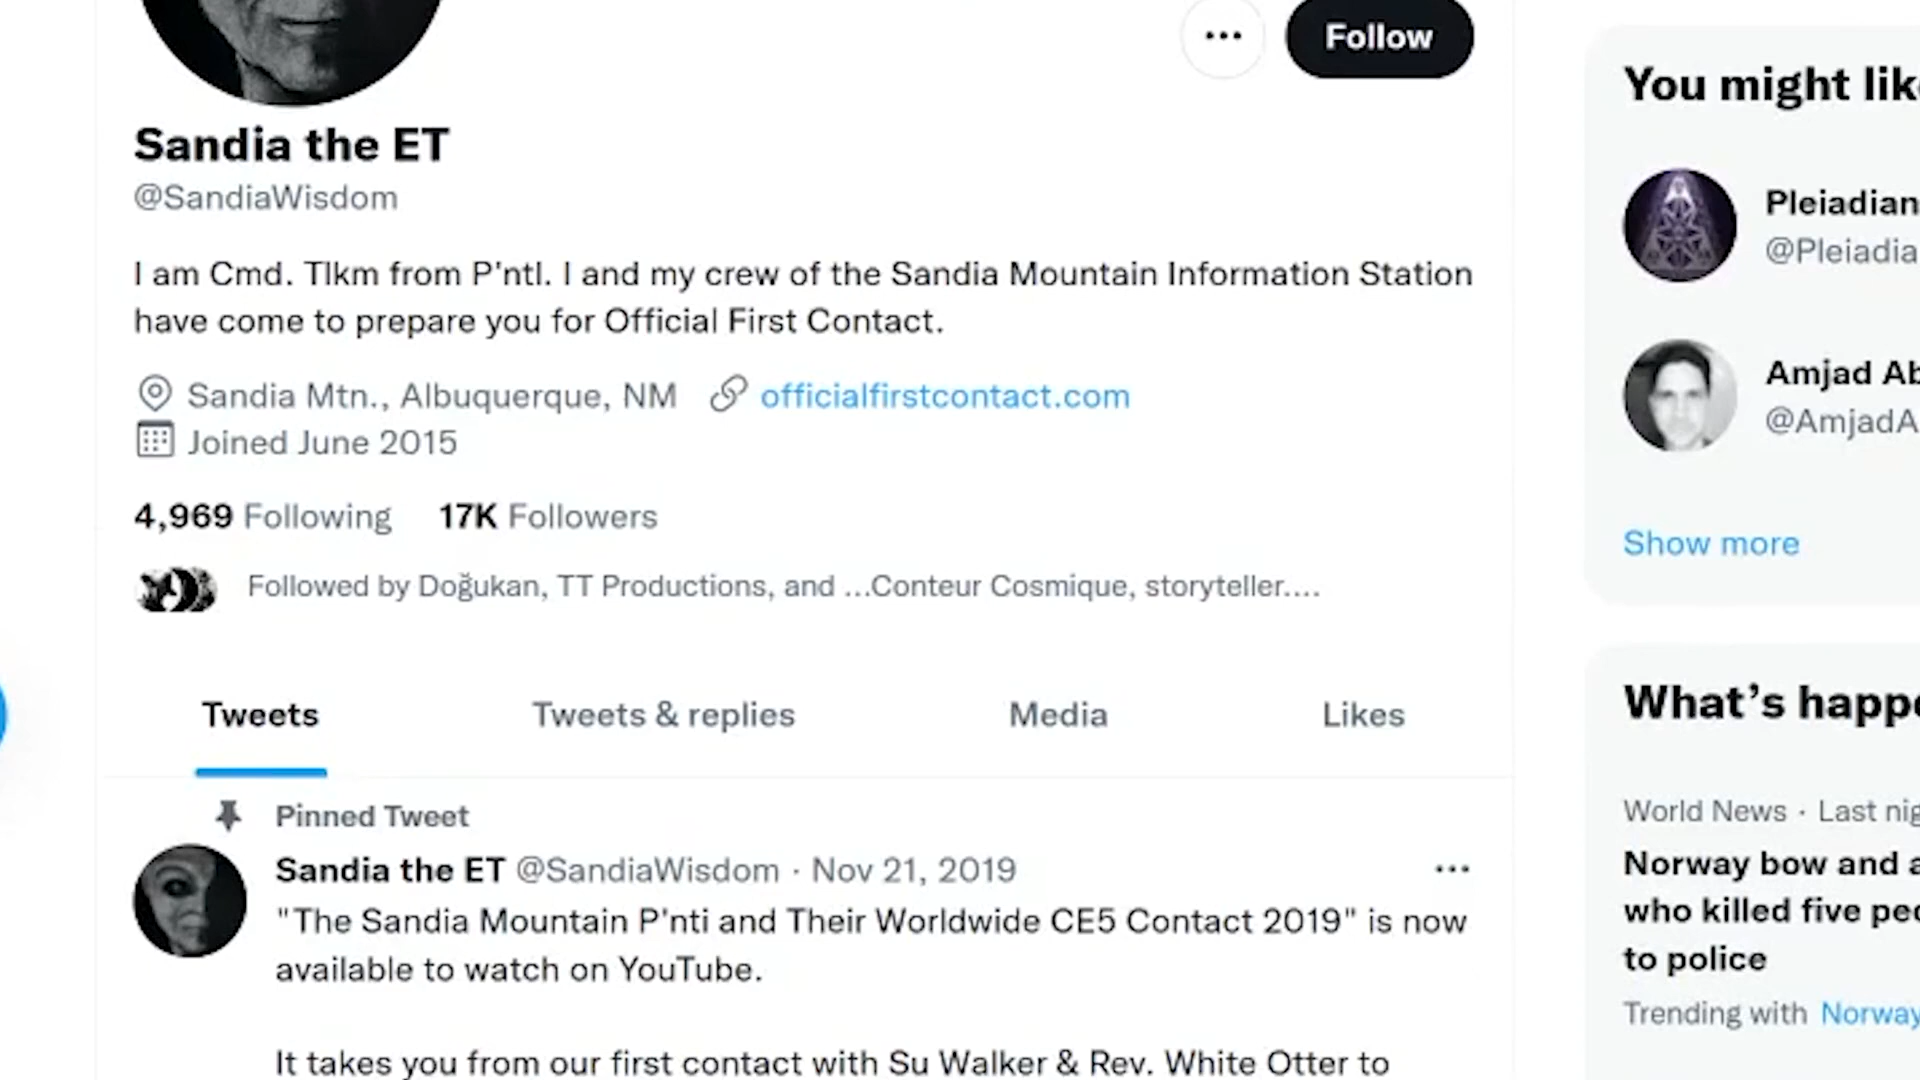 Follow
Sandia the ET
@SandiaWisdom
I am Cmd. Tlkm from P'ntl. I and my crew of the Sandia Mountain Information Station
have come to prepare you for Official First Contact.
Sandia Mtn., Albuquerque, NM officialfirstcontact.com
Joined June 2015
4,969 Following 17K Followers
Followed by Doğukan, TT Productions, and ...Conteur Cosmique, storyteller....
Tweets Tweets & replies Media Likes
Pinned Tweet
Sandia the ET @SandiaWisdom · Nov 21, 2019
"The Sandia Mountain P'nti and Their Worldwide CE5 Contact 2019" is now
available to watch on YouTube.
It takes you from our first contact with Su Walker & Rev. White Otter to
You might lik
Pleiadian
@Pleiadia
Amjad Ab
@AmjadA
Show more
What's happe
World News · Last nig
Norway bow and a
who killed five peo
to police
Trending with Norway